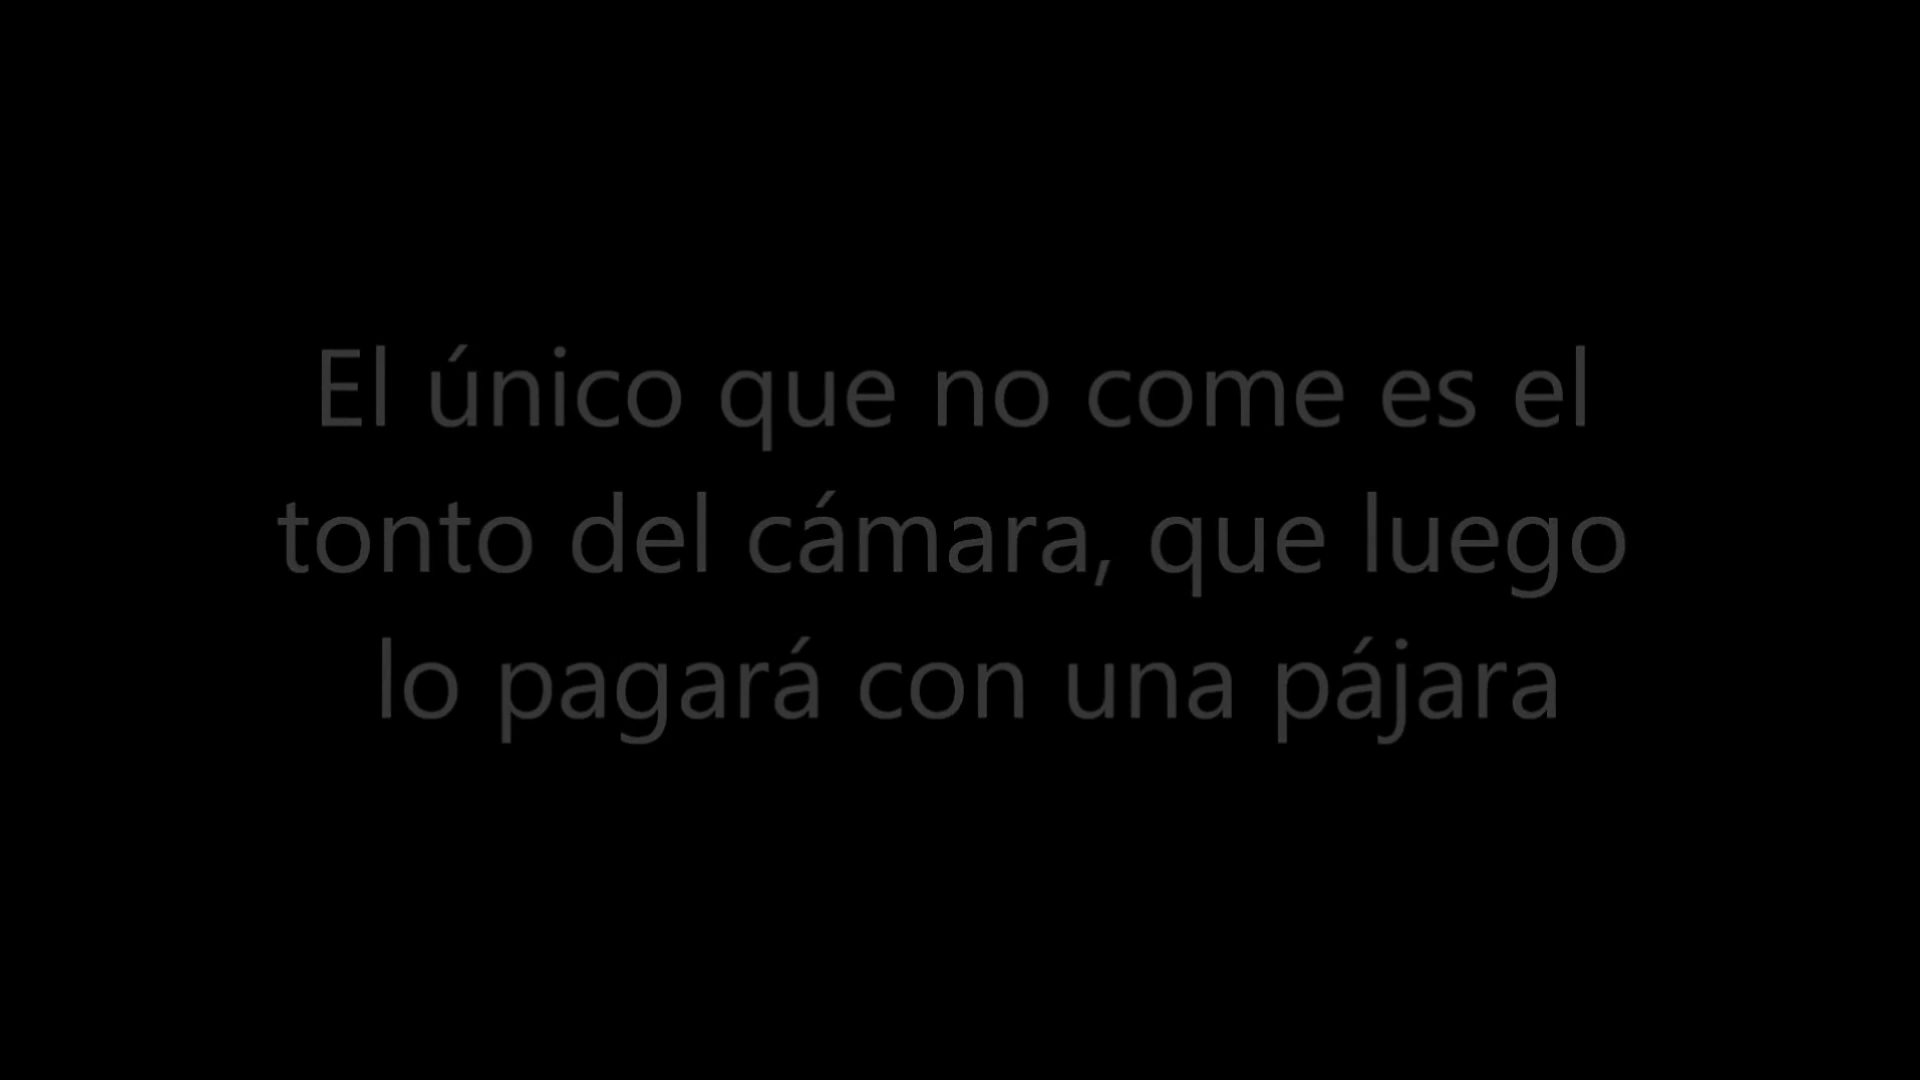 El único que no come es el
tonto del cámara, que luego
lo pagará con una pájara